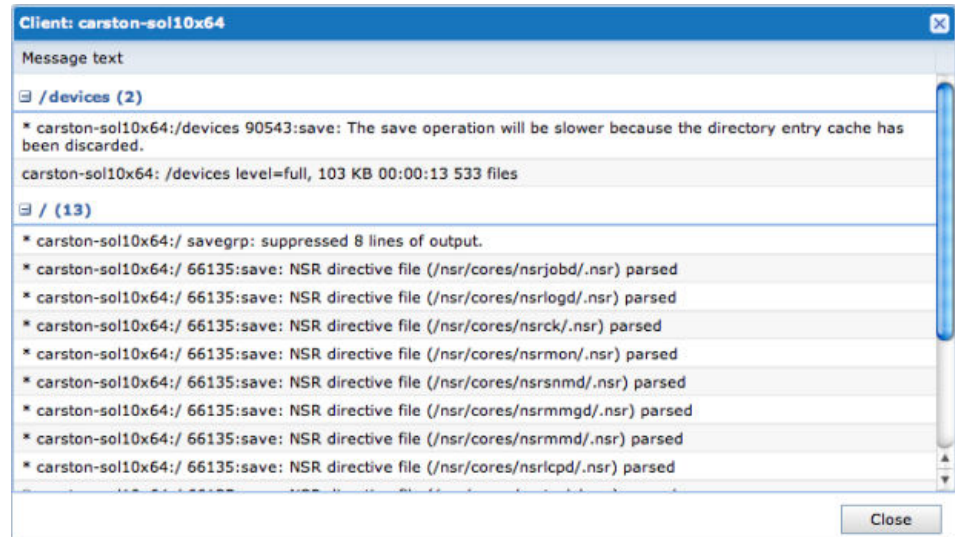 Client: carston-sol10x64
Message text
/devices (2)
* carston-sol10x64:/devices 90543:save: The save operation will be slower because the directory entry cache has
been discarded.
carston-sol10x64: /devices level=full, 103 KB 00:00:13 533 files
/ (13)
* carston-sol10x64:/ savegrp: suppressed 8 lines of output.
* carston-sol10x64:/ 66135:save: NSR directive file (/nsr/cores/nsrjobd/.nsr) parsed
* carston-sol10x64:/ 66135:save: NSR directive file (/nsr/cores/nsrlogd/.nsr) parsed
* carston-sol10x64:/ 66135:save: NSR directive file (/nsr/cores/nsrck/.nsr) parsed
* carston-sol10x64:/ 66135:save: NSR directive file (/nsr/cores/nsrmon/.nsr) parsed
* carston-sol10x64:/ 66135:save: NSR directive file (/nsr/cores/nsrsnmd/.nsr) parsed
* carston-sol10x64:/ 66135:save: NSR directive file (/nsr/cores/nsrmmgd/.nsr) parsed
* carston-sol10x64:/ 66135:save: NSR directive file (/nsr/cores/nsrmmd/.nsr) parsed
* carston-sol10x64:/ 66135:save: NSR directive file (/nsr/cores/nsrlcpd/.nsr) parsed
Close